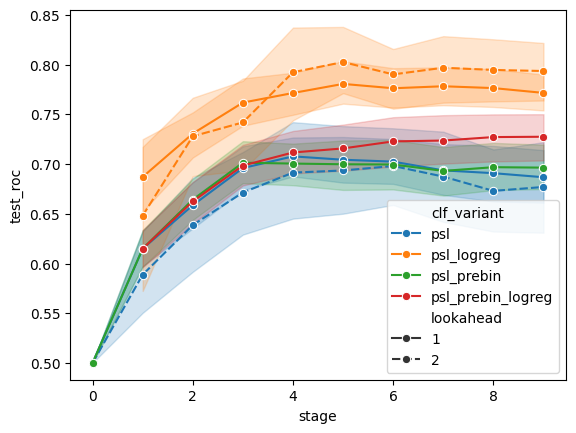 0.85
0.80
0.75
0.70
0.65
0.60
0.55
0.50
test_roc
0 2 4 6 8
stage
clf_variant
psl
psl_logreg
psl_prebin
psl_prebin_logreg
lookahead
1
2